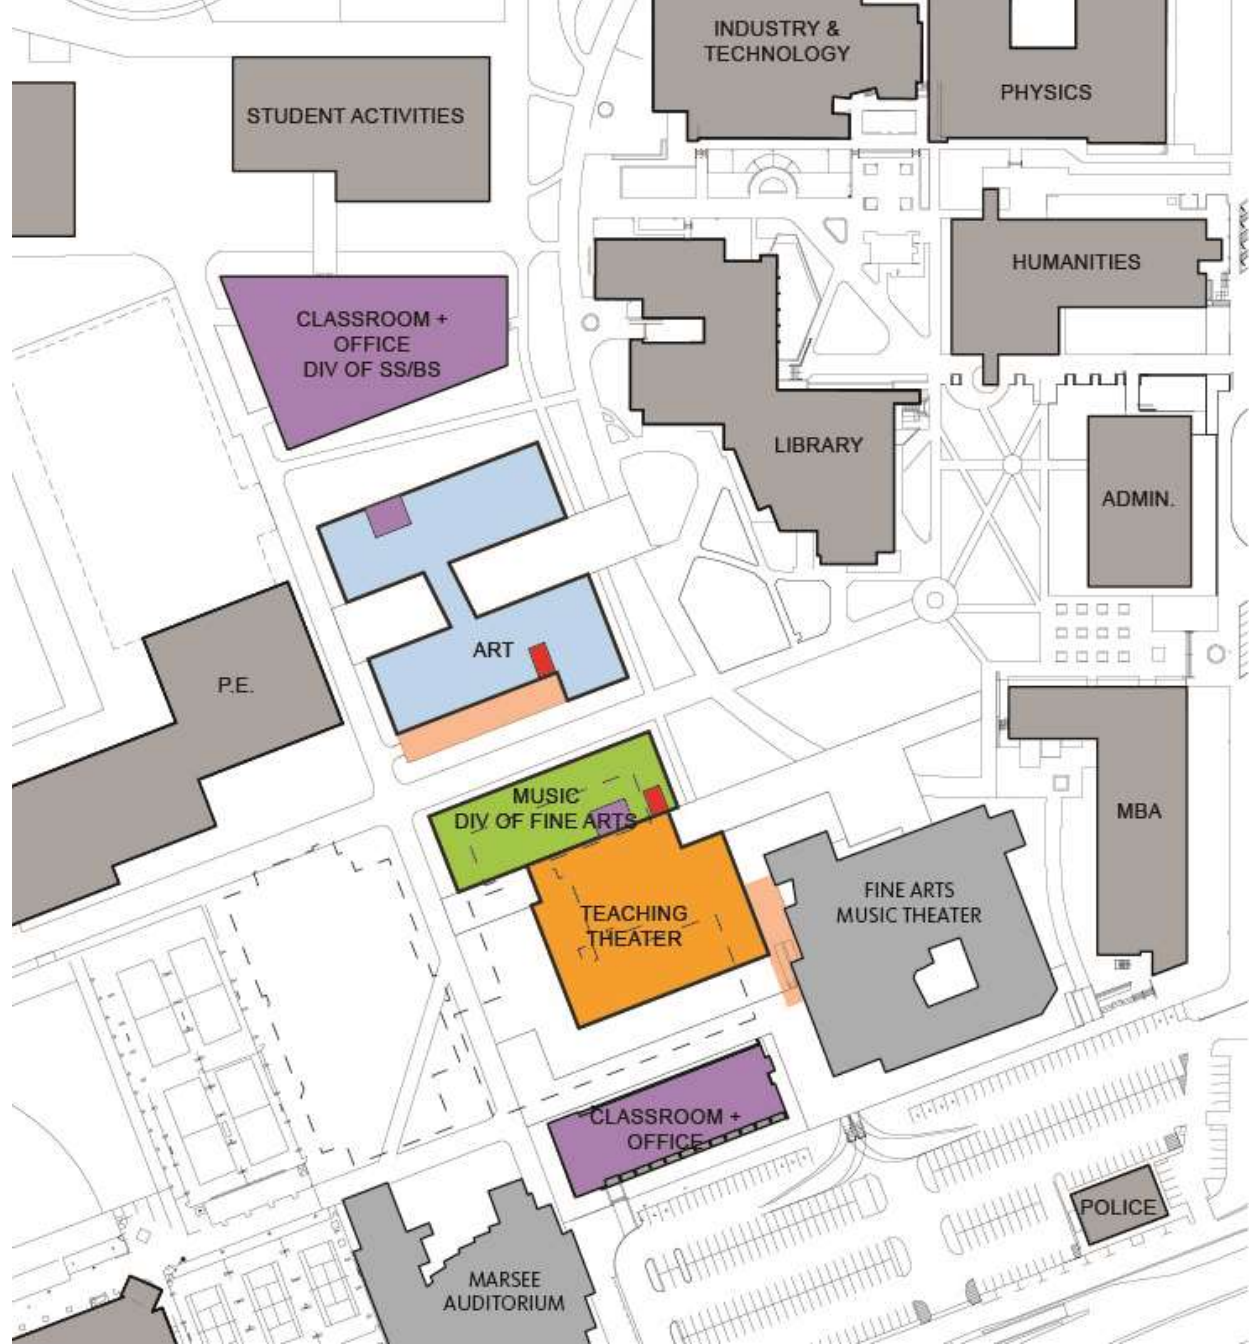 INDUSTRY &
TECHNOLOGY
PHYSICS
STUDENT ACTIVITIES
HUMANITIES
CLASSROOM +
OFFICE
DIV OF SS/BS
LIBRARY
ADMIN.
ART
P.E.
MUSIC
DIV OF FINE ARTS
MBA
FINE ARTS
MUSIC THEATER
TEACHING
THEATER
CLASSROOM +
OFFICE
POLICE
MARSEE
AUDITORIUM